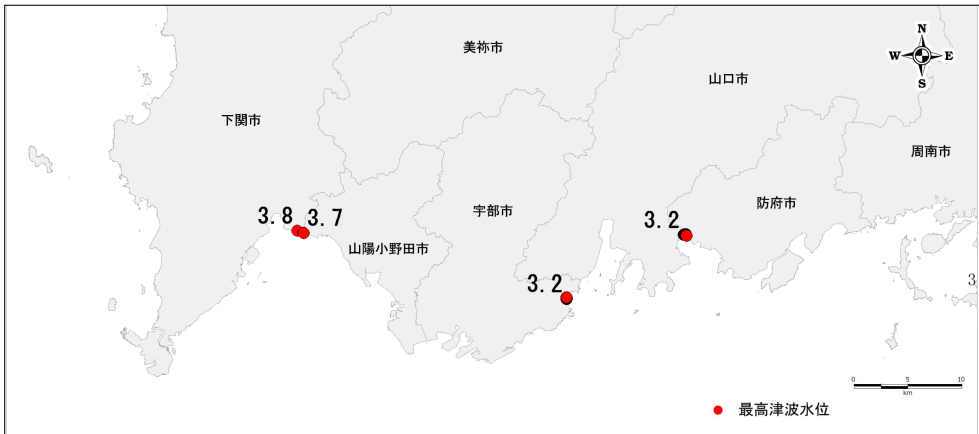 N
W E
S
美祢市
山口市
下関市
周南市
宇部市
防府市
3.8 3.7
3.2
山陽小野田市
3.2
3
0 5 10
km
最高津波水位